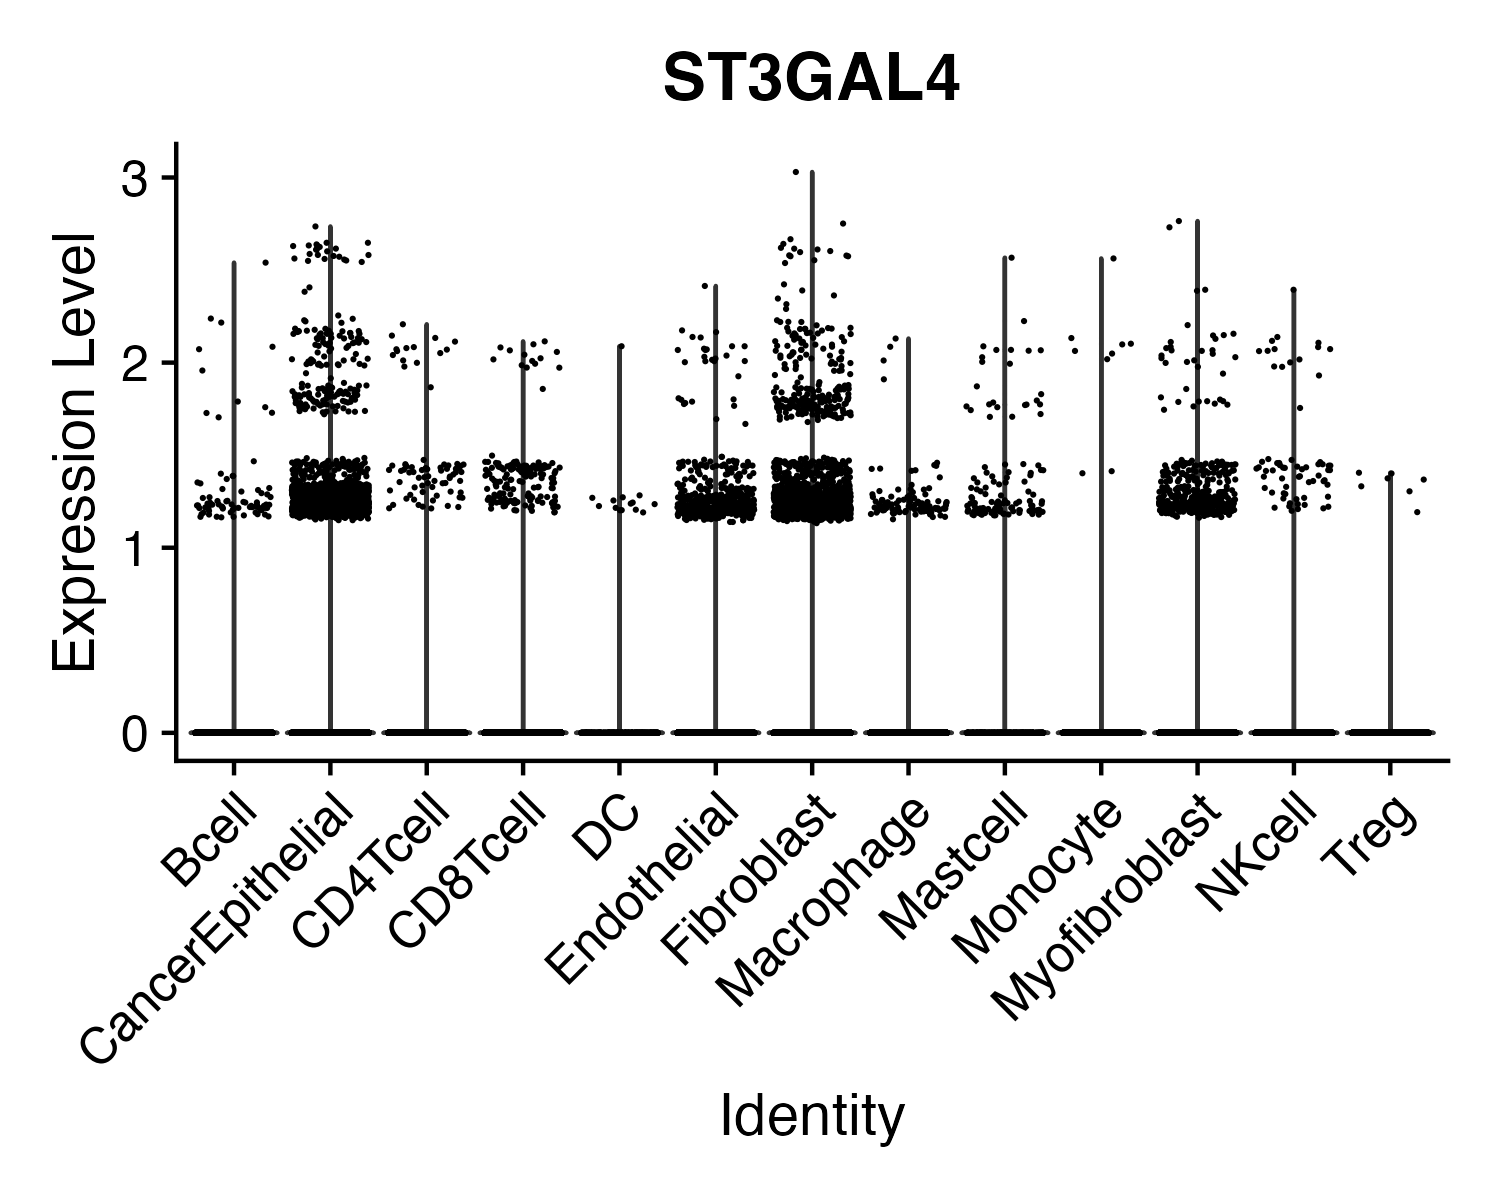 ST3GAL4
Expression Level
3
2
1
0
Bcell
CancerEpithelial
CD4Tcell
CD8Tcell
DC
Endothelial
Fibroblast
Macrophage
Mastcell
Monocyte
Myofibroblast
NKcell
Treg
Identity